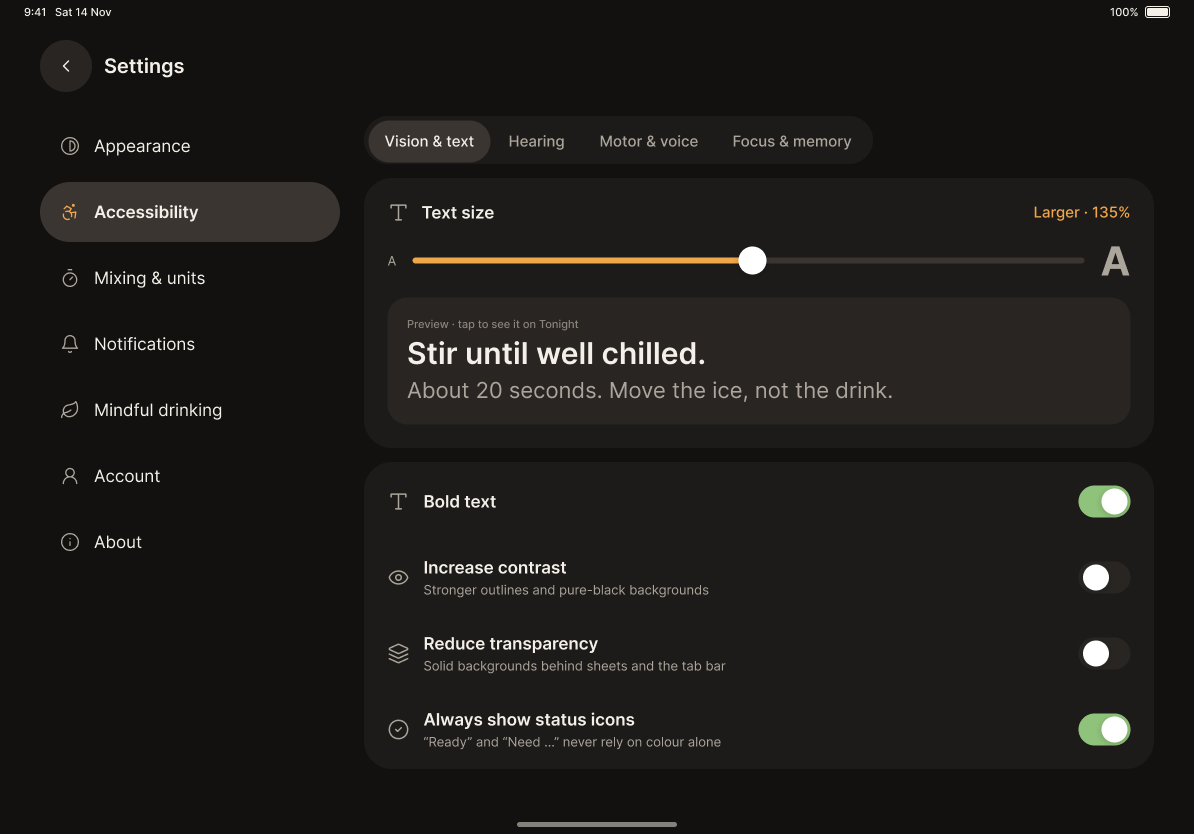 9:41 Sat 14 Nov
100%
Settings
Appearance
Accessibility
Mixing & units
Notifications
Mindful drinking
Account
About
Vision & text
Hearing
Motor & voice
Focus & memory
Text size
Larger · 135%
A
A
Preview · tap to see it on Tonight
Stir until well chilled.
About 20 seconds. Move the ice, not the drink.
Bold text
Increase contrast
Stronger outlines and pure-black backgrounds
Reduce transparency
Solid backgrounds behind sheets and the tab bar
Always show status icons
“Ready” and “Need …” never rely on colour alone